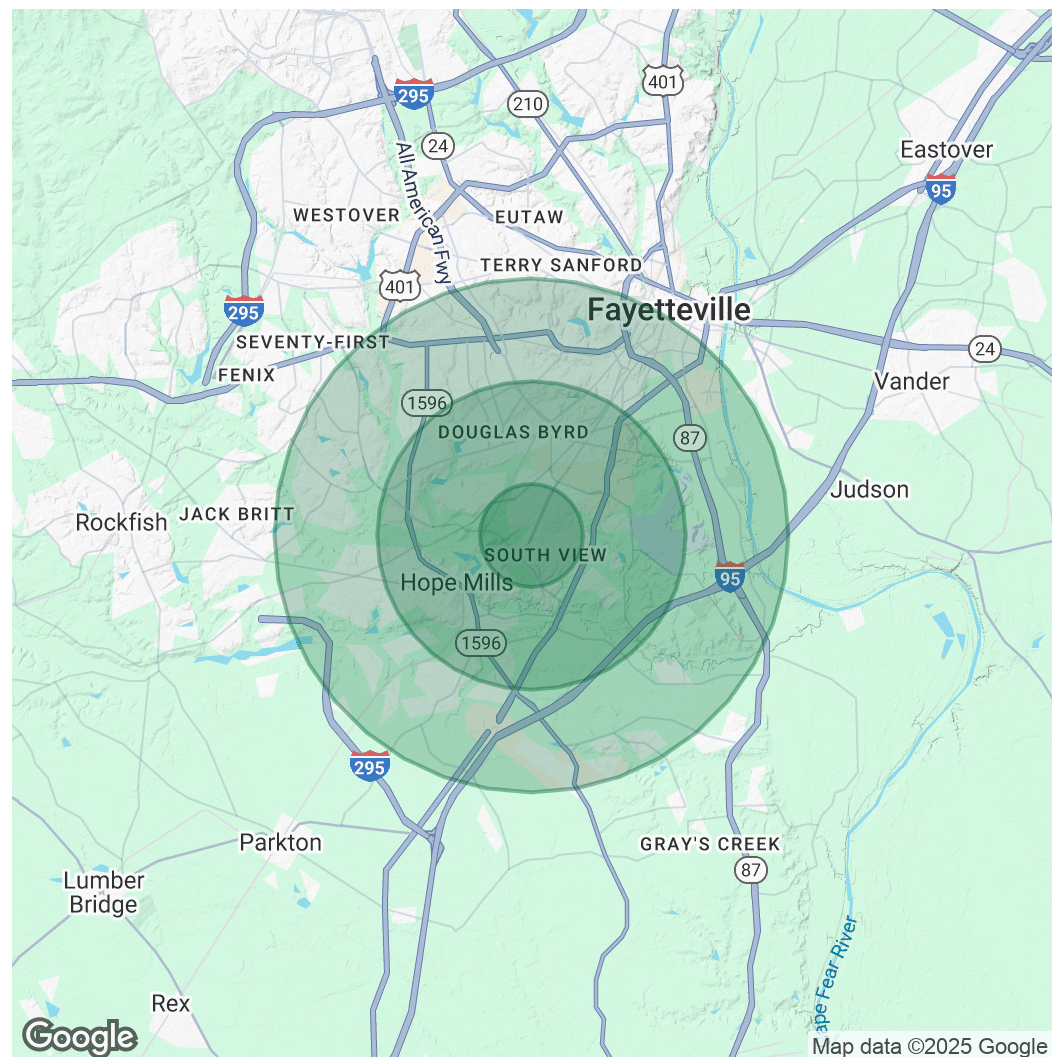 401
295
210
24
Eastover
95
All American Fwy
WESTOVER
EUTAW
TERRY SANFORD
401
Fayetteville
295
SEVENTY-FIRST
24
FENIX
Vander
1596
DOUGLAS BYRD
87
Judson
JACK BRITT
Rockfish
SOUTH VIEW
Hope Mills
95
1596
295
Parkton
GRAY'S CREEK
87
Lumber
Bridge
ape Fear River
Rex
Google
Map data ©2025 Google